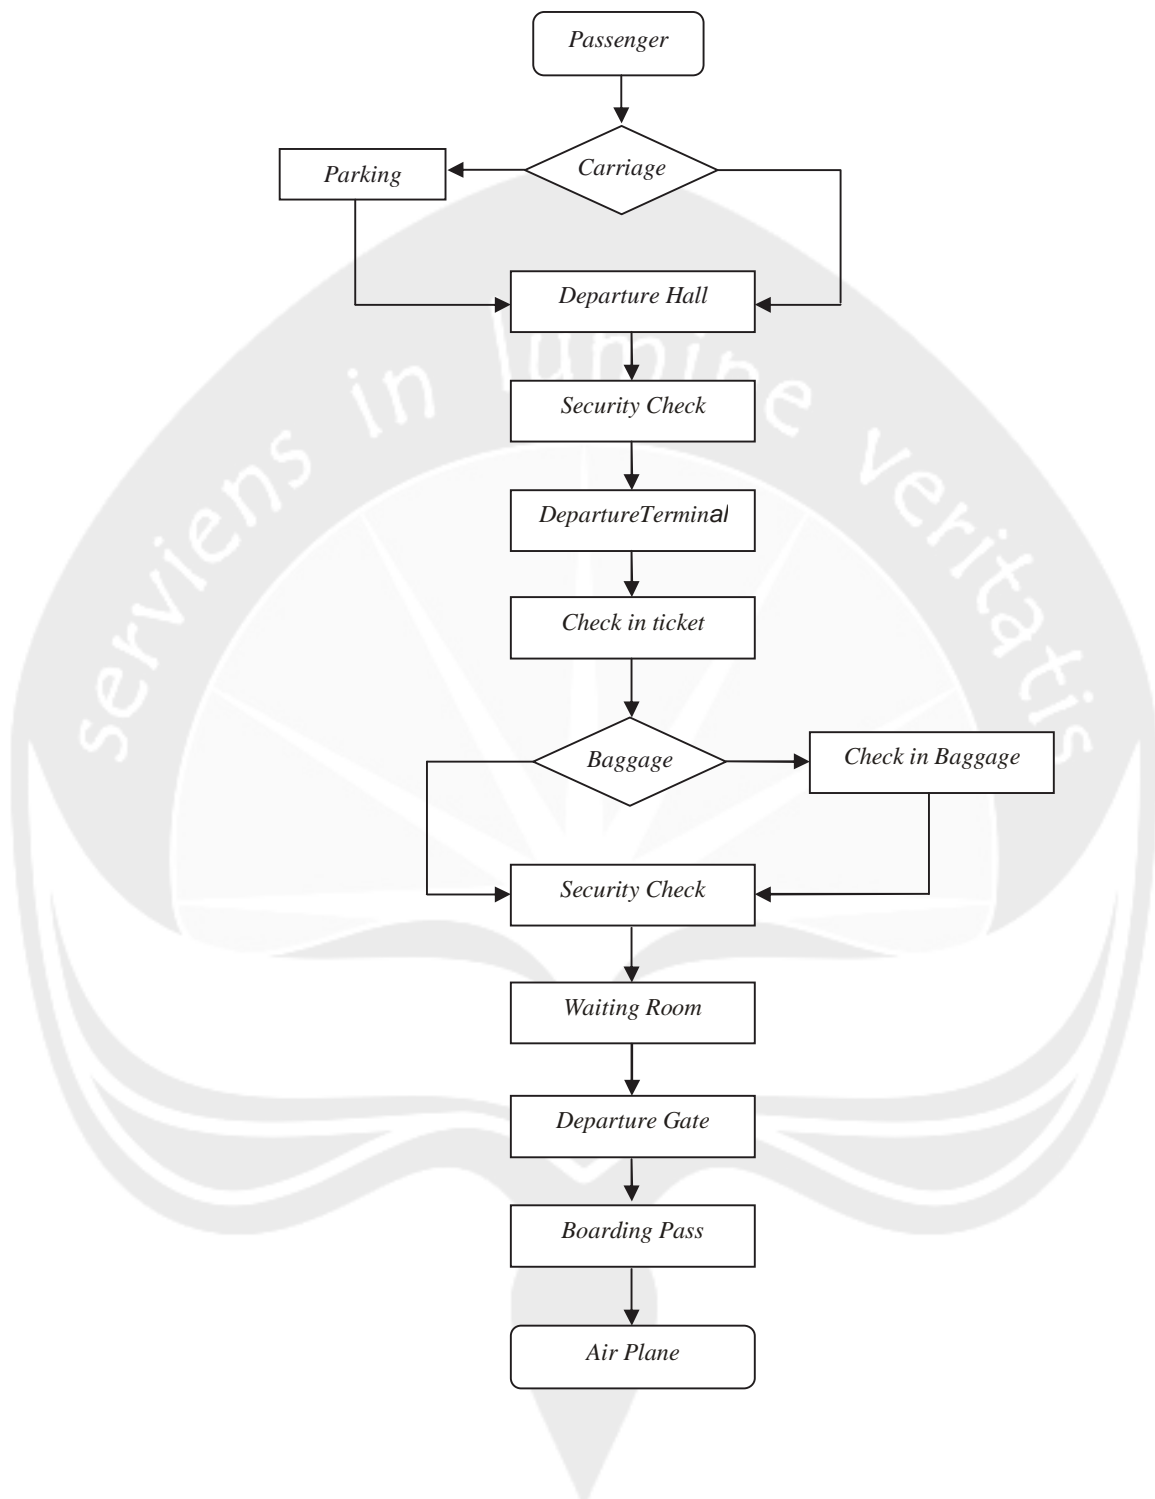 Passenger
Carriage
Parking
Departure Hall
Security Check
DepartureTerminal
Check in ticket
Baggage
Check in Baggage
Security Check
Waiting Room
Departure Gate
Boarding Pass
Air Plane
serviens in lumine veritatis